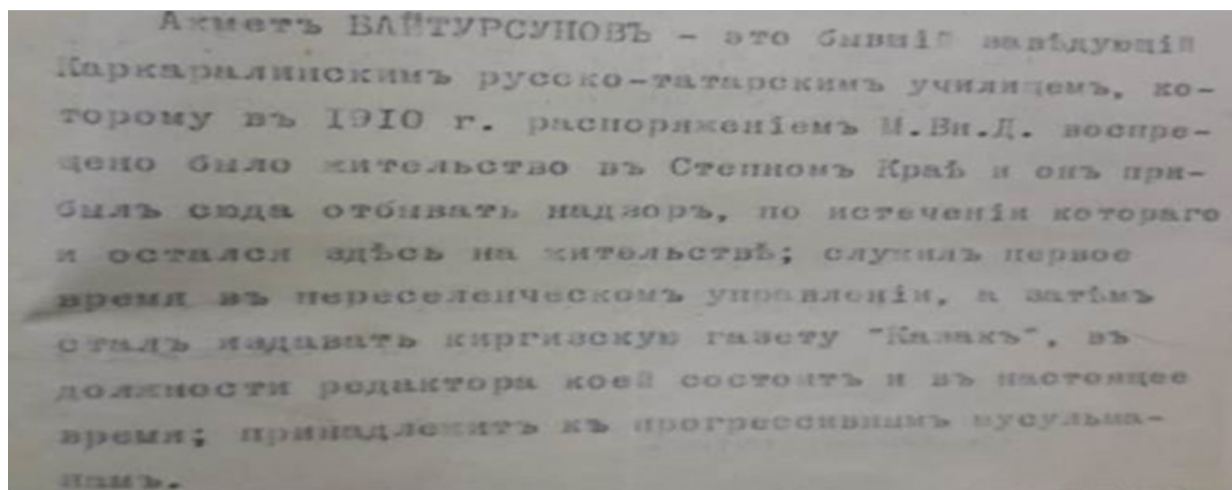 Ахметъ БАЙТУРСУНОВЪ - это бывшій завѣдующій
Каркаралинскимъ русско-татарскимъ училищемъ, ко-
торому въ 1910 г. распоряженіемъ М.Вн.Д. воспре-
щено было жительство въ Степномъ Краѣ и онъ при-
былъ сюда отбывать надзоръ, по истеченіи котораго
и остался здѣсь на жительствѣ; служилъ первое
время въ переселенческомъ управленіи, а затѣмъ
сталъ издавать киргизскую газету "Казакъ", въ
должности редактора коей состоитъ и въ настоящее
время; принадлежитъ къ прогрессивнымъ мусульма-
намъ.